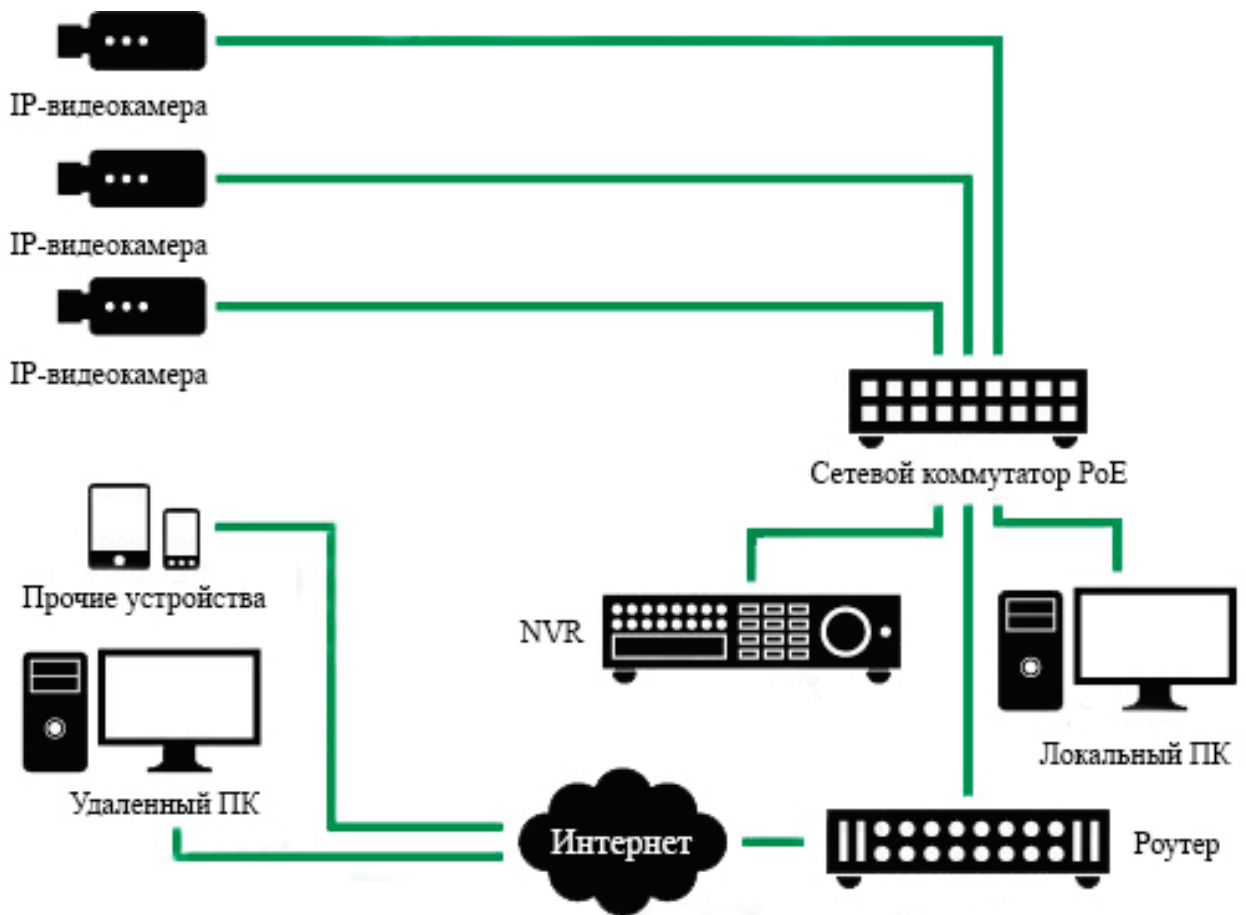 IP-видеокамера
IP-видеокамера
IP-видеокамера
Сетевой коммутатор PoE
Прочие устройства
NVR
Локальный ПК
Удаленный ПК
Интернет
Роутер